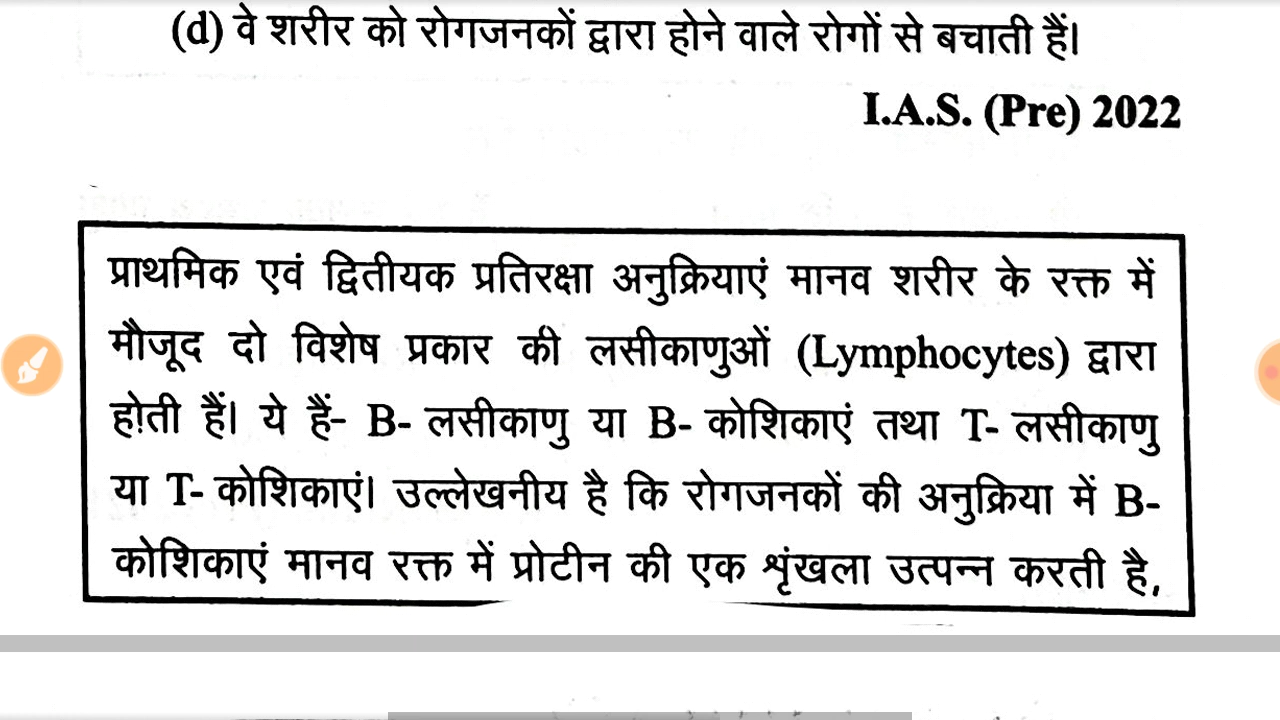 (d) वे शरीर को रोगजनकों द्वारा होने वाले रोगों से बचाती हैं।
I.A.S. (Pre) 2022
प्राथमिक एवं द्वितीयक प्रतिरक्षा अनुक्रियाएं मानव शरीर के रक्त में
मौजूद दो विशेष प्रकार की लसीकाणुओं (Lymphocytes) द्वारा
होती हैं। ये हैं- B- लसीकाणु या B- कोशिकाएं तथा T- लसीकाणु
या T- कोशिकाएं। उल्लेखनीय है कि रोगजनकों की अनुक्रिया में B-
कोशिकाएं मानव रक्त में प्रोटीन की एक शृंखला उत्पन्न करती है,